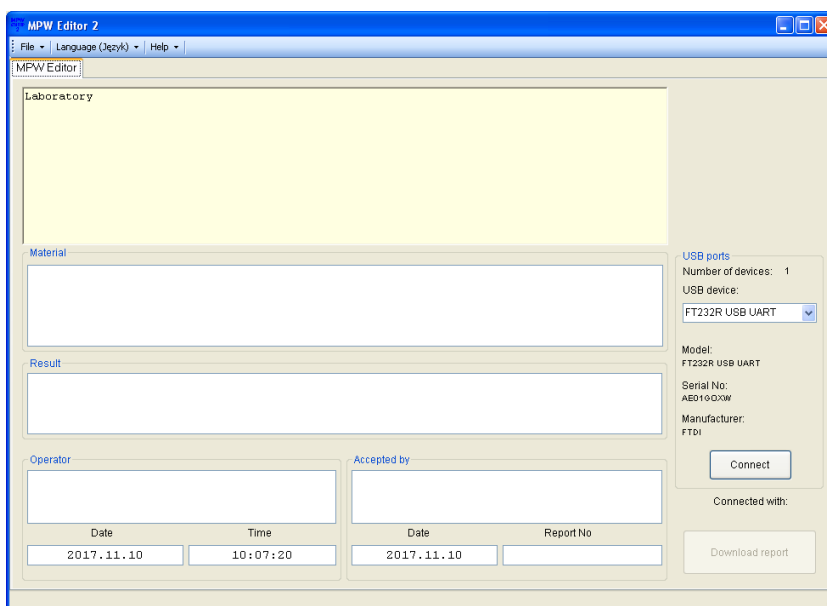 MPW Editor 2
File Language (Język) Help
MPW Editor
Laboratory
Material
Result
Operator
Date Time
2017.11.10 10:07:20
Accepted by
Date Report No
2017.11.10
USB ports
Number of devices: 1
USB device:
FT232R USB UART
Model:
FT232R USB UART
Serial No:
AE01GOXW
Manufacturer:
FTDI
Connect
Connected with:
Download report